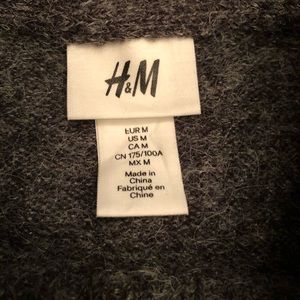 H&M
EUR M
US M
CA M
CN 175/100A
MX M
Made in
China
Fabriqué en
Chine